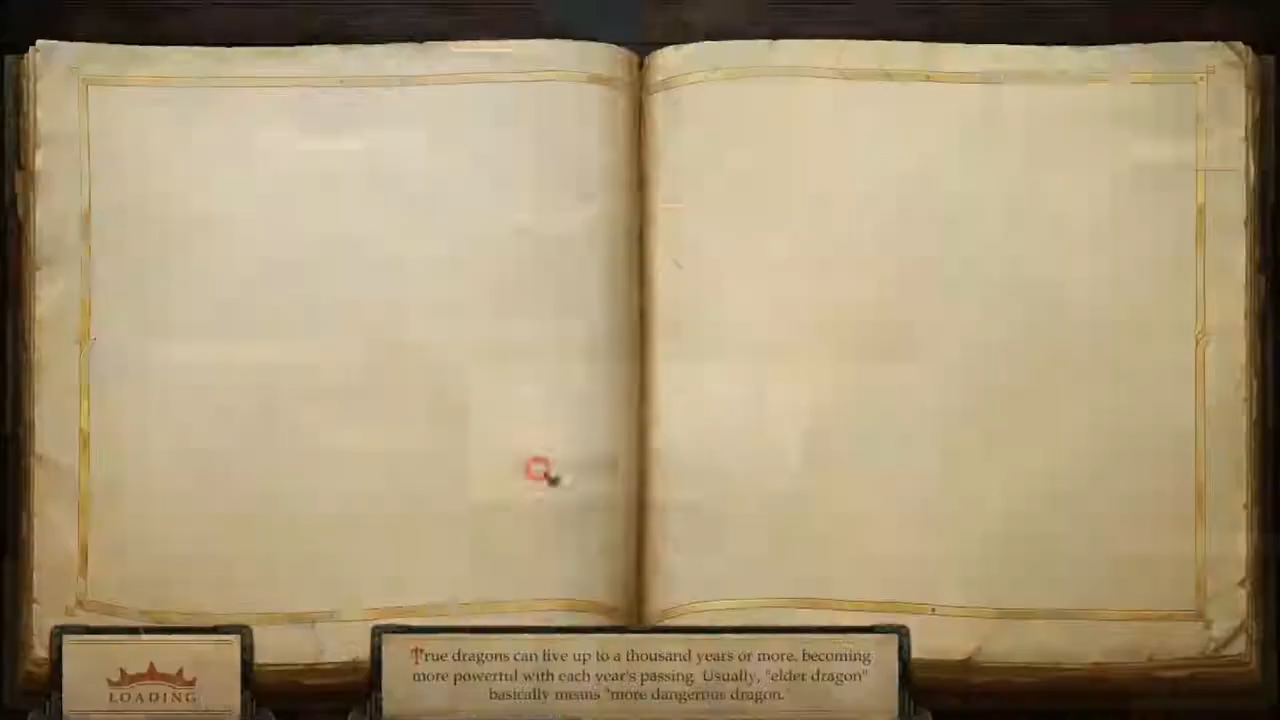 True dragons can live up to a thousand years or more, becoming
more powerful with each year's passing. Usually, "elder dragon"
basically means "more dangerous dragon."
LOADING